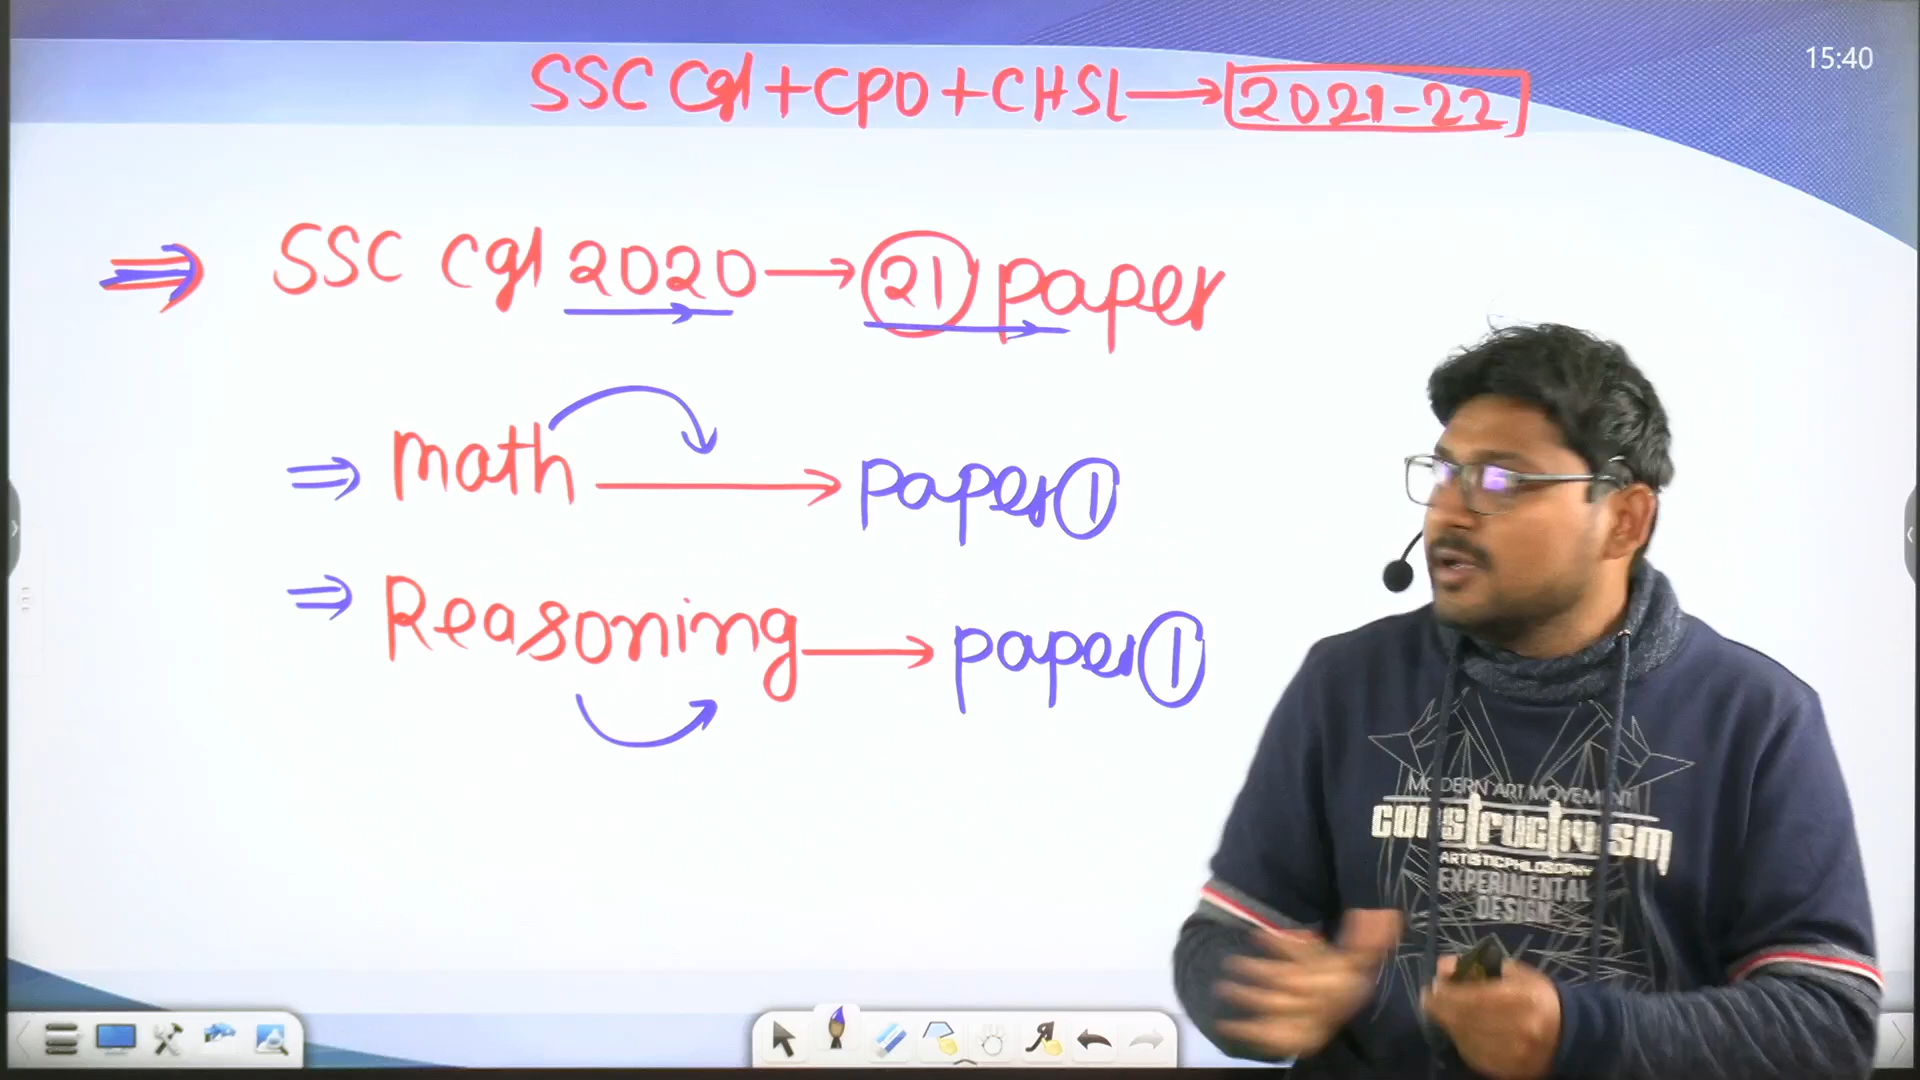 15:40
SSC Cgl + CPO + CHSL → 2021-22
⇒ SSC Cgl 2020 → 21 paper
⇒ math → paper 1
⇒ Reasoning → paper 1
MODERN ART MOVEMENT
constructivism
ARTISTIC PHILOSOPHY
EXPERIMENTAL
DESIGN